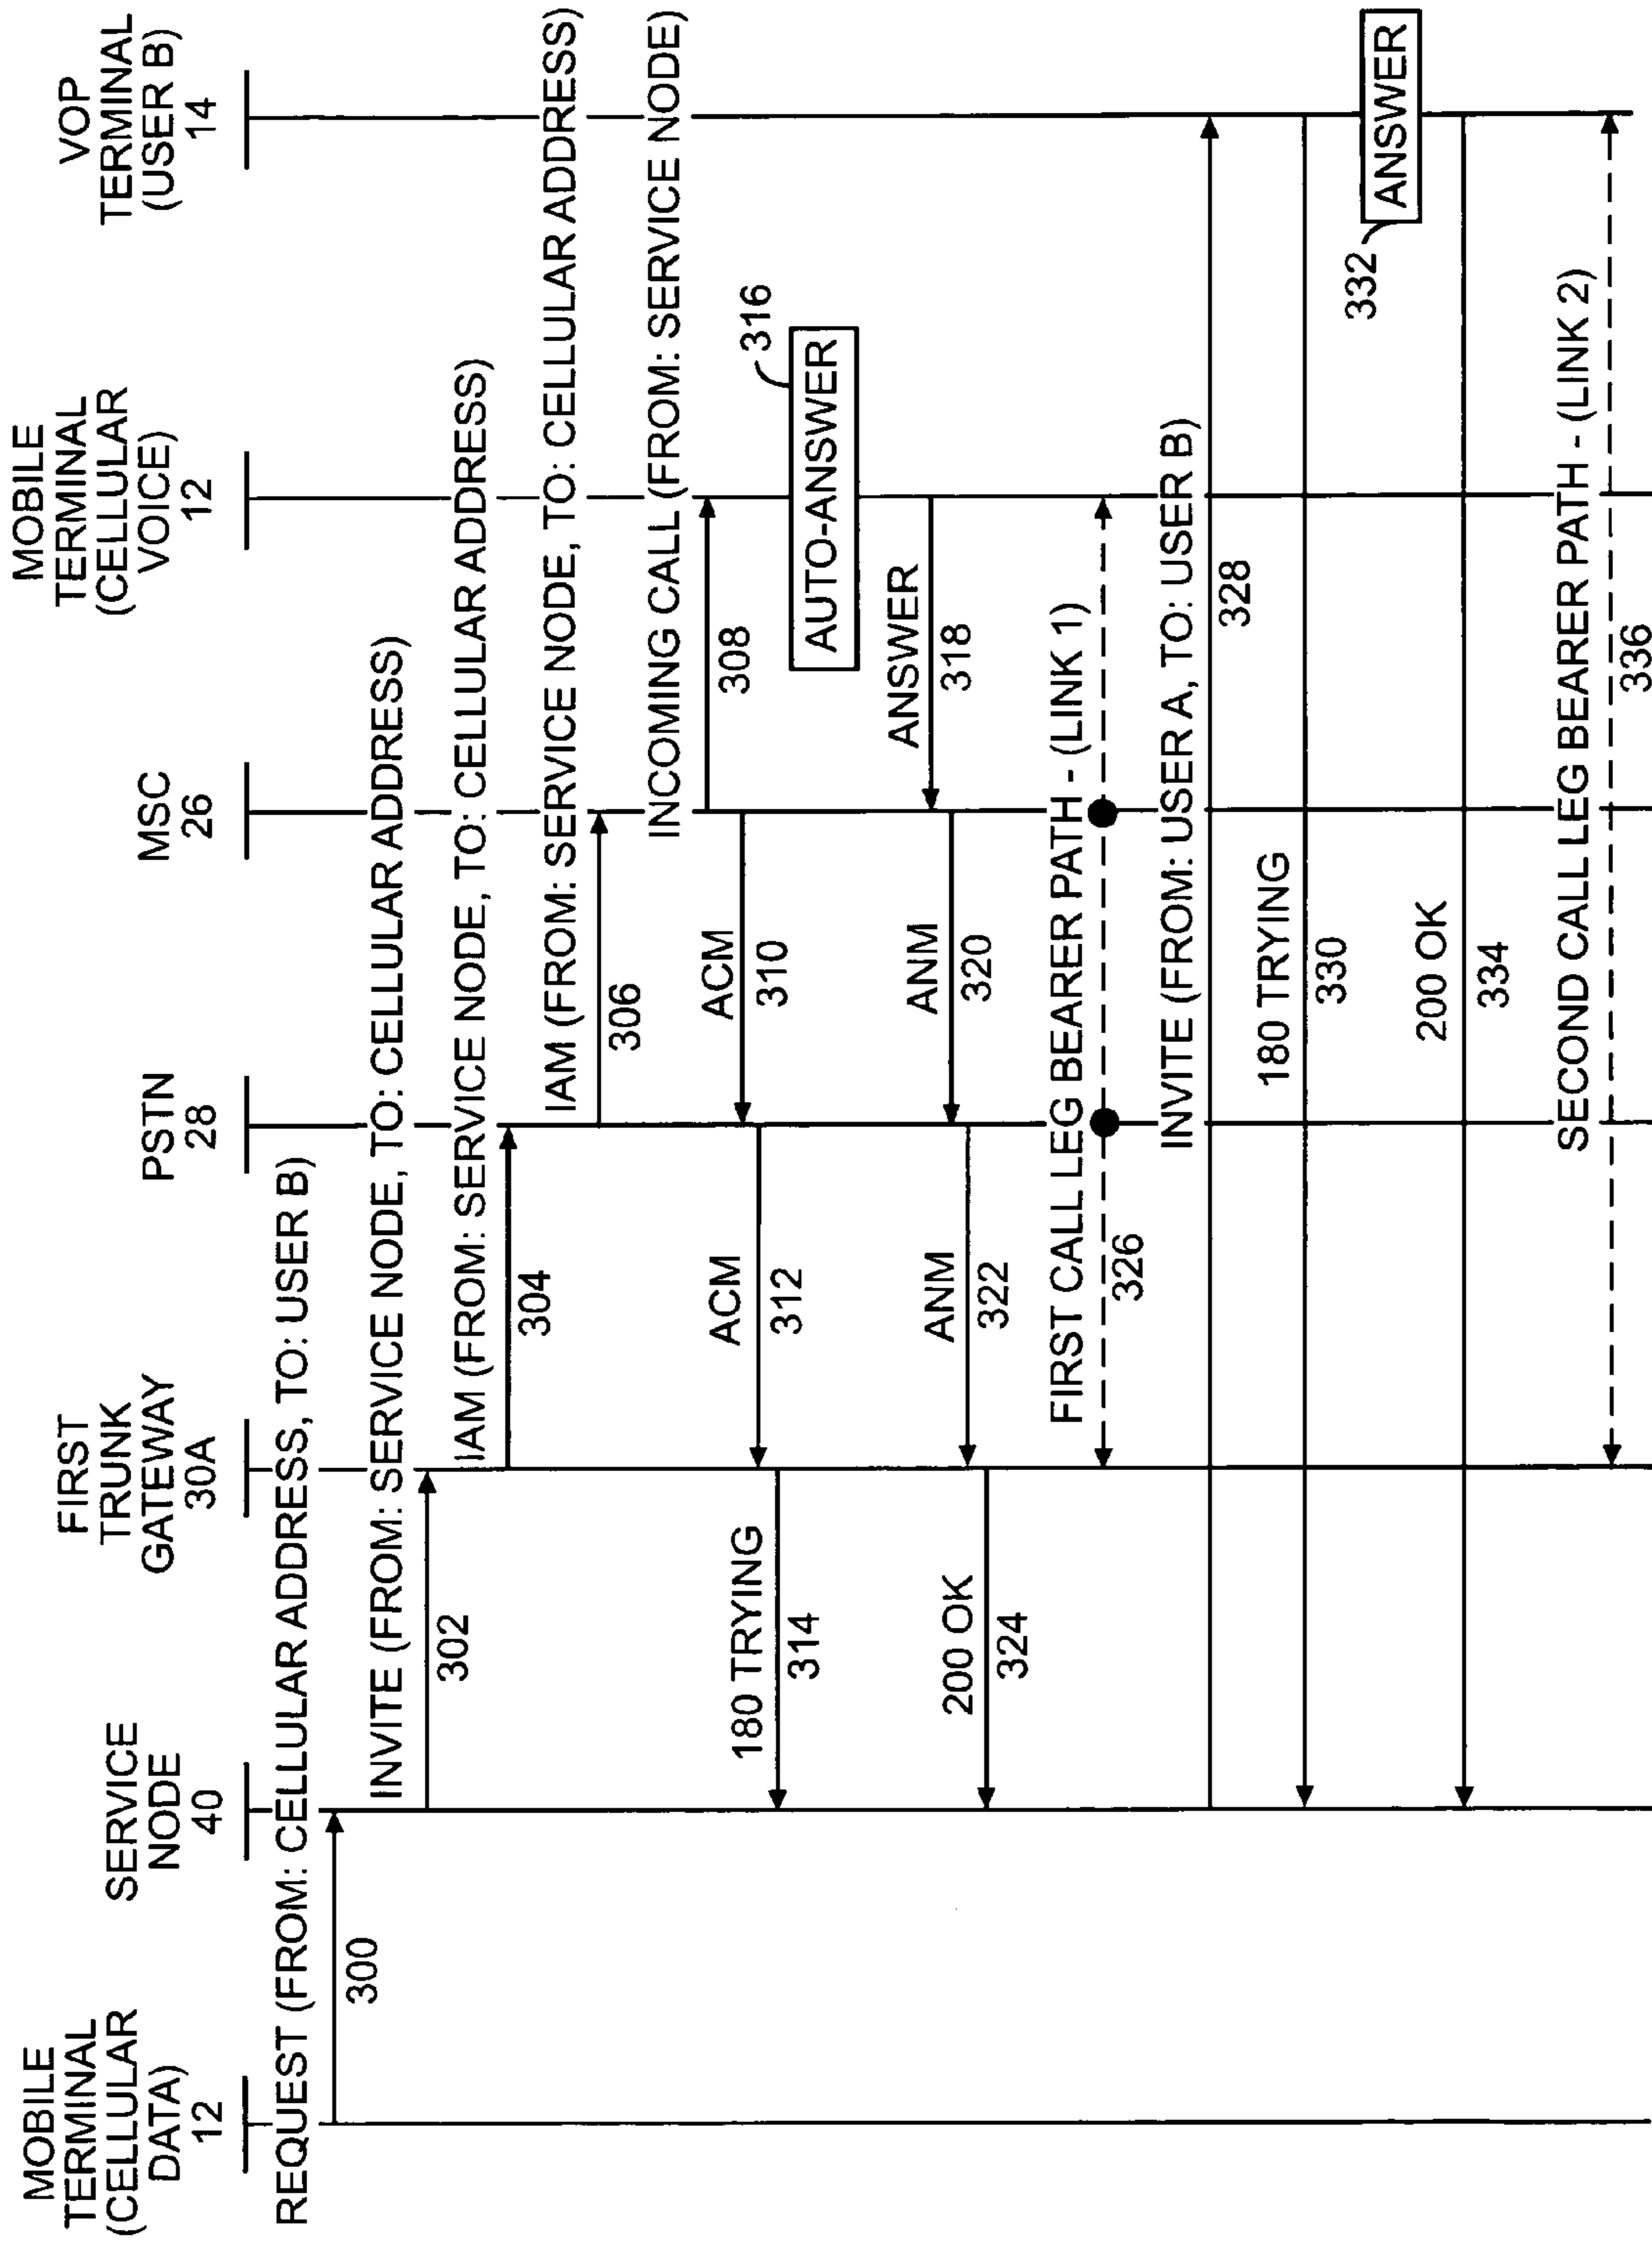 MOBILE
TERMINAL
(CELLULAR
DATA)
12
SERVICE
NODE
40
FIRST
TRUNK
GATEWAY
30A
PSTN
28
MSC
26
MOBILE
TERMINAL
(CELLULAR
VOICE)
12
VOP
TERMINAL
(USER B)
14
REQUEST (FROM: CELLULAR ADDRESS, TO: USER B)
300
INVITE (FROM: SERVICE NODE, TO: CELLULAR ADDRESS)
302
IAM (FROM: SERVICE NODE, TO: CELLULAR ADDRESS)
304
IAM (FROM: SERVICE NODE, TO: CELLULAR ADDRESS)
306
INCOMING CALL (FROM: SERVICE NODE)
308
ACM
310
ACM
312
180 TRYING
314
AUTO-ANSWER
316
ANSWER
318
ANM
320
ANM
322
200 OK
324
FIRST CALL LEG BEARER PATH - (LINK 1)
326
INVITE (FROM: USER A, TO: USER B)
328
180 TRYING
330
332
ANSWER
200 OK
334
SECOND CALL LEG BEARER PATH - (LINK 2)
336